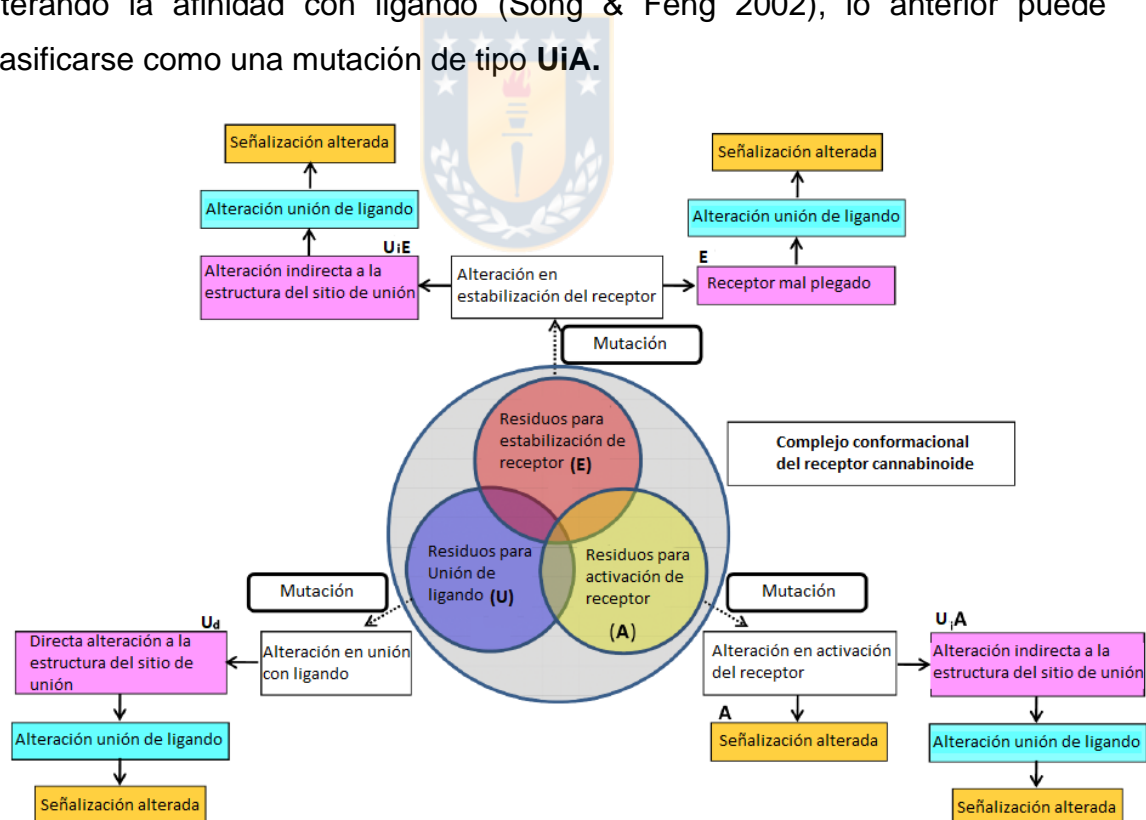 terando la afinidad con ligando (Song & Feng 2002), lo anterior puede
asificarse como una mutación de tipo UiA.
Señalización alterada
Alteración unión de ligando
UiE
Alteración indirecta a la
estructura del sitio de unión
Alteración en
estabilización del receptor
Señalización alterada
Alteración unión de ligando
E
Receptor mal plegado
Mutación
Residuos para
estabilización de
receptor (E)
Complejo conformacional
del receptor cannabinoide
Residuos para
Unión de
ligando (U)
Residuos para
activación de
receptor
(A)
Mutación
Ud
Directa alteración a la
estructura del sitio de
unión
Alteración en unión
con ligando
Alteración unión de ligando
Señalización alterada
Mutación
Alteración en activación
del receptor
A
Señalización alterada
UiA
Alteración indirecta a la
estructura del sitio de unión
Alteración unión de ligando
Señalización alterada